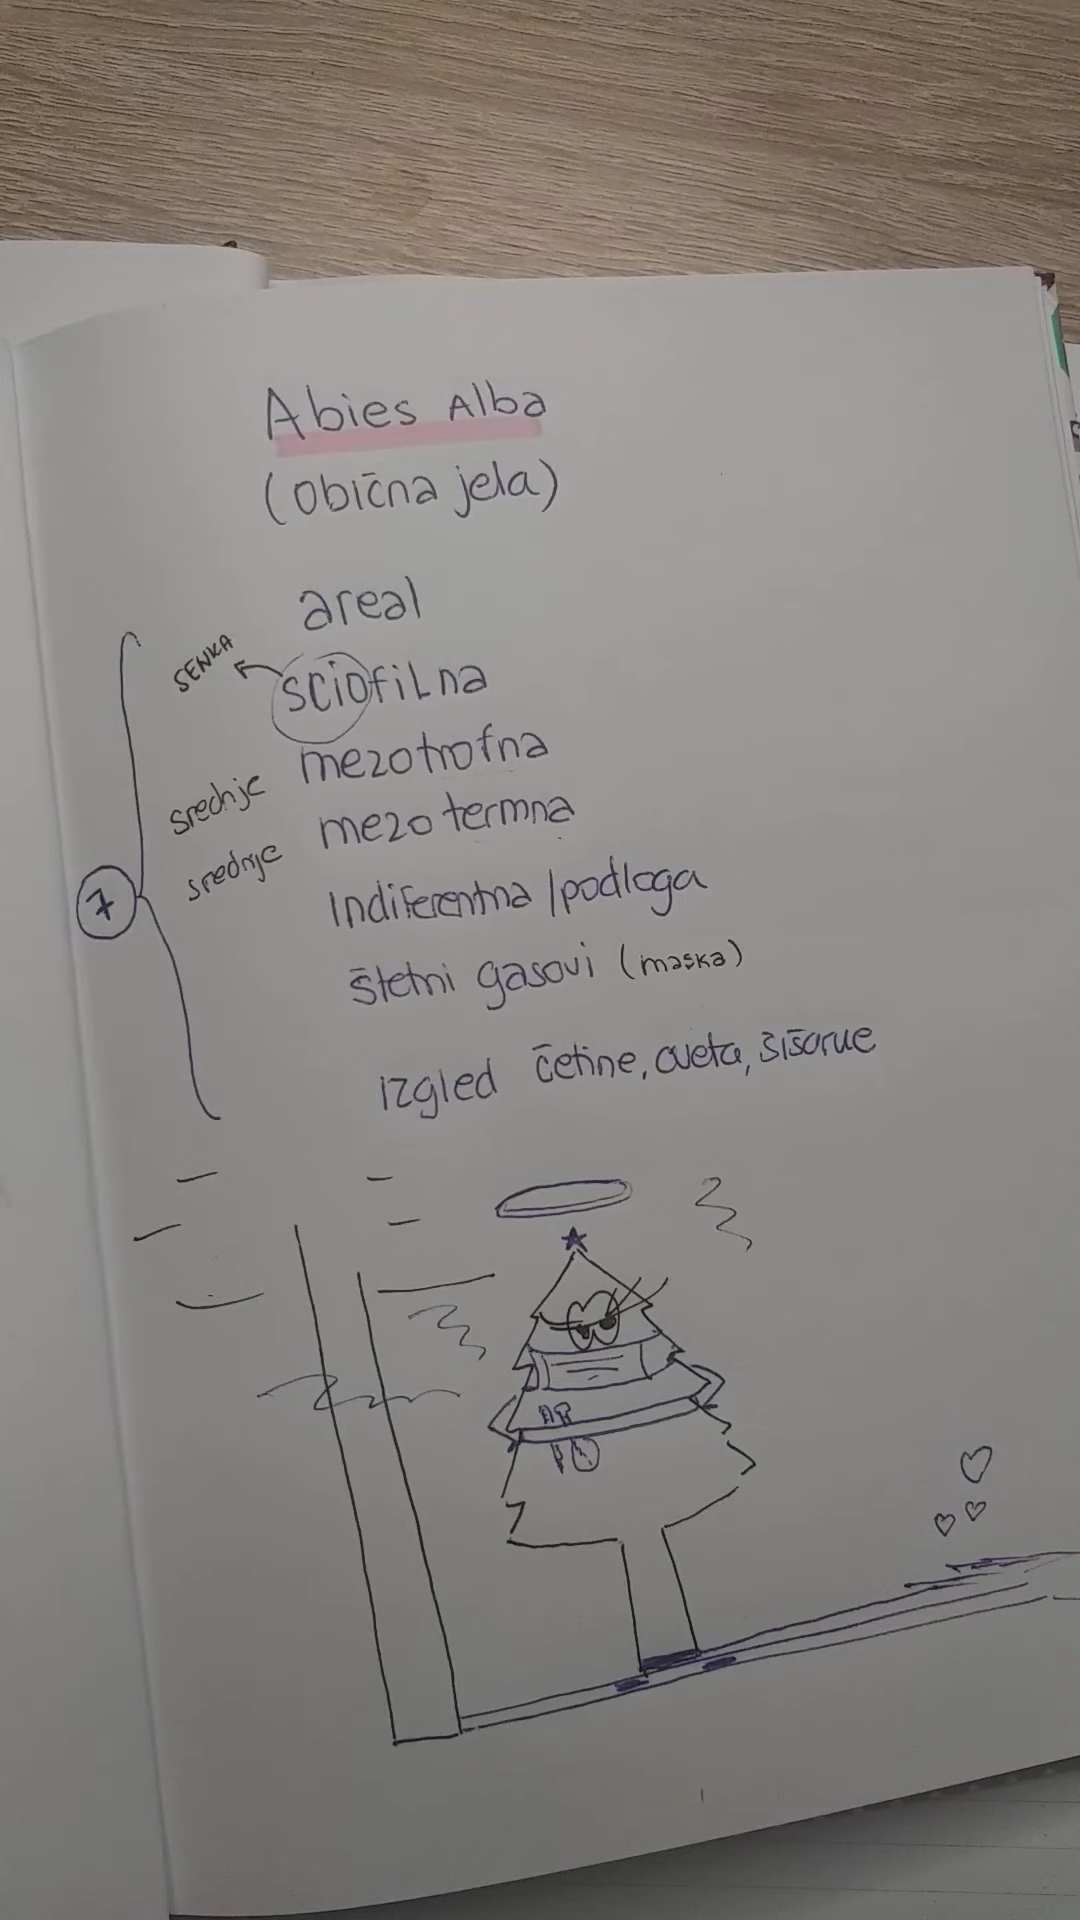 Abies Alba
(obična jela)
areal
SENKA
sciofilna
srednje mezotrofna
srednje mezotermna
Indiferentna /podloga
7
štetni gasovi (maska)
izgled četine, cveta, šišarke